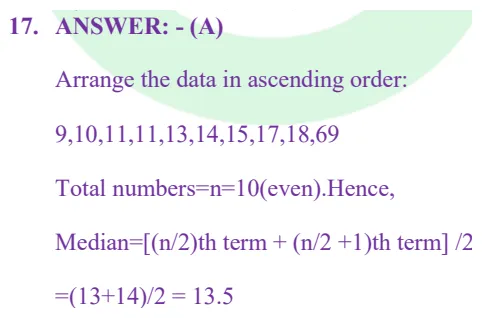 17. ANSWER: - (A)
Arrange the data in ascending order:
9,10,11,11,13,14,15,17,18,69
Total numbers=n=10(even).Hence,
Median=[(n/2)th term + (n/2 +1)th term] /2
=(13+14)/2 = 13.5